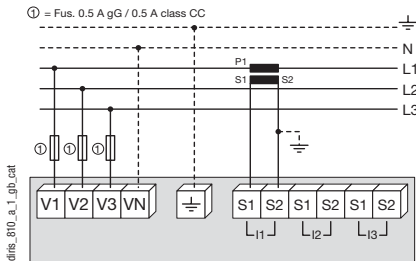 ① = Fus. 0.5 A gG / 0.5 A class CC
N
P1
L1
S1 S2
L2
L3
① ① ①
V1 V2 V3 VN S1 S2 S1 S2 S1 S2
I1 I2 I3
diris_810_a_1_gb_cat